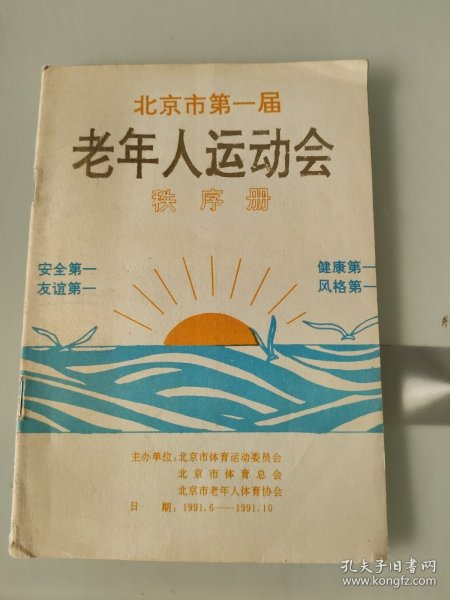 北京市第一届
老年人运动会
秩序册
安全第一
友谊第一
健康第一
风格第一
主办单位:北京市体育运动委员会
北京市体育总会
北京市老年人体育协会
日 期:1991.6——1991.10
孔夫子旧书网
www.kongfz.com